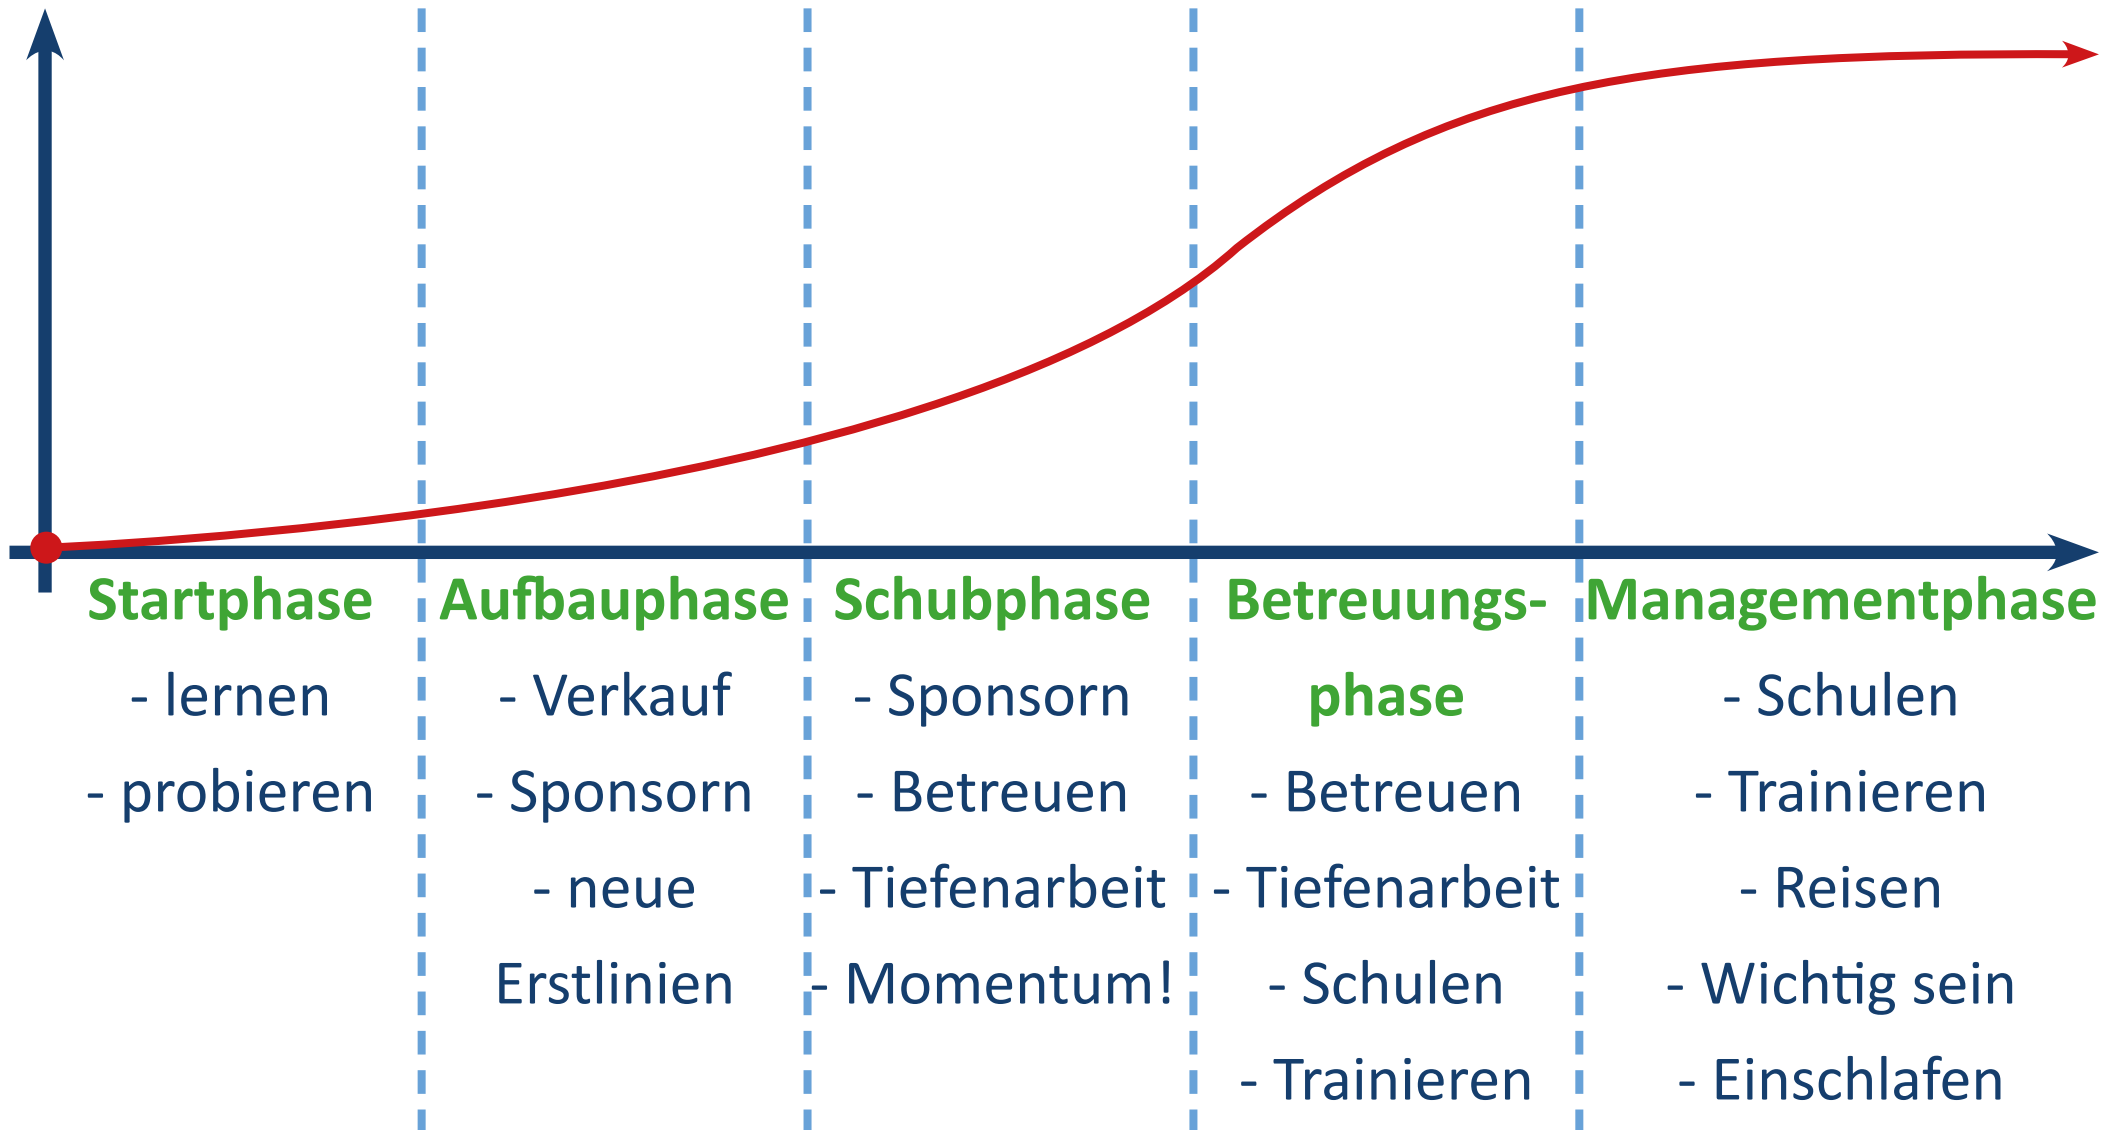 Startphase
- lernen
- probieren
Aufbauphase
- Verkauf
- Sponsorn
- neue
Erstlinien
Schubphase
- Sponsorn
- Betreuen
- Tiefenarbeit
- Momentum!
Betreuungs-
phase
- Betreuen
- Tiefenarbeit
- Schulen
- Trainieren
Managementphase
- Schulen
- Trainieren
- Reisen
- Wichtig sein
- Einschlafen